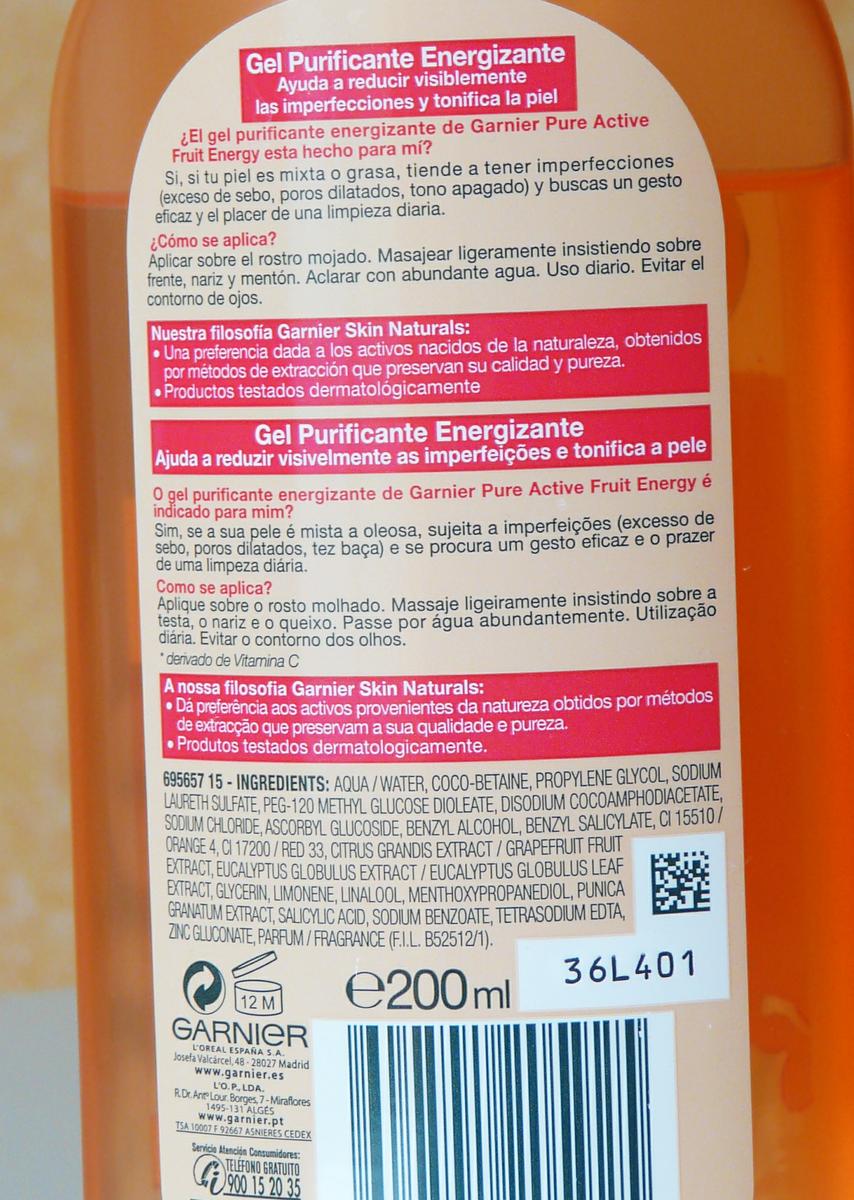 Gel Purificante Energizante
Ayuda a reducir visiblemente
las imperfecciones y tonifica la piel
¿El gel purificante energizante de Garnier Pure Active
Fruit Energy esta hecho para mí?
Si, si tu piel es mixta o grasa, tiende a tener imperfecciones
(exceso de sebo, poros dilatados, tono apagado) y buscas un gesto
eficaz y el placer de una limpieza diaria.
¿Cómo se aplica?
Aplicar sobre el rostro mojado. Masajear ligeramente insistiendo sobre
frente, nariz y mentón. Aclarar con abundante agua. Uso diario. Evitar el
contorno de ojos.
Nuestra filosofía Garnier Skin Naturals:
• Una preferencia dada a los activos nacidos de la naturaleza, obtenidos
por métodos de extracción que preservan su calidad y pureza.
• Productos testados dermatológicamente
Gel Purificante Energizante
Ajuda a reduzir visivelmente as imperfeições e tonifica a pele
O gel purificante energizante de Garnier Pure Active Fruit Energy é
indicado para mim?
Sim, se a sua pele é mista a oleosa, sujeita a imperfeições (excesso de
sebo, poros dilatados, tez baça) e se procura um gesto eficaz e o prazer
de uma limpeza diária.
Como se aplica?
Aplique sobre o rosto molhado. Massaje ligeiramente insistindo sobre a
testa, o nariz e o queixo. Passe por água abundantemente. Utilização
diária. Evitar o contorno dos olhos.
* derivado de Vitamina C
A nossa filosofia Garnier Skin Naturals:
• Dá preferência aos activos provenientes da natureza obtidos por métodos
de extracção que preservam a sua qualidade e pureza.
• Produtos testados dermatologicamente.
695657 15 - INGREDIENTS: AQUA / WATER, COCO-BETAINE, PROPYLENE GLYCOL, SODIUM
LAURETH SULFATE, PEG-120 METHYL GLUCOSE DIOLEATE, DISODIUM COCOAMPHODIACETATE,
SODIUM CHLORIDE, ASCORBYL GLUCOSIDE, BENZYL ALCOHOL, BENZYL SALICYLATE, CI 15510 /
ORANGE 4, CI 17200 / RED 33, CITRUS GRANDIS EXTRACT / GRAPEFRUIT FRUIT
EXTRACT, EUCALYPTUS GLOBULUS EXTRACT / EUCALYPTUS GLOBULUS LEAF
EXTRACT, GLYCERIN, LIMONENE, LINALOOL, MENTHOXYPROPANEDIOL, PUNICA
GRANATUM EXTRACT, SALICYLIC ACID, SODIUM BENZOATE, TETRASODIUM EDTA,
ZINC GLUCONATE, PARFUM / FRAGRANCE (F.I.L. B52512/1).
36L401
12 M
℮200 ml
GARNIER
L'OREAL ESPAÑA S.A.
Josefa Valcárcel, 48 - 28027 Madrid
www.garnier.es
L'O.P., LDA.
R. Dr. Antº Lour. Borges, 7 - Miraflores
1495-131 ALGÉS
www.garnier.pt
TSA 10007 F 92667 ASNIERES CEDEX
Servicio Atención Consumidores:
TELÉFONO GRATUITO
900 15 20 35